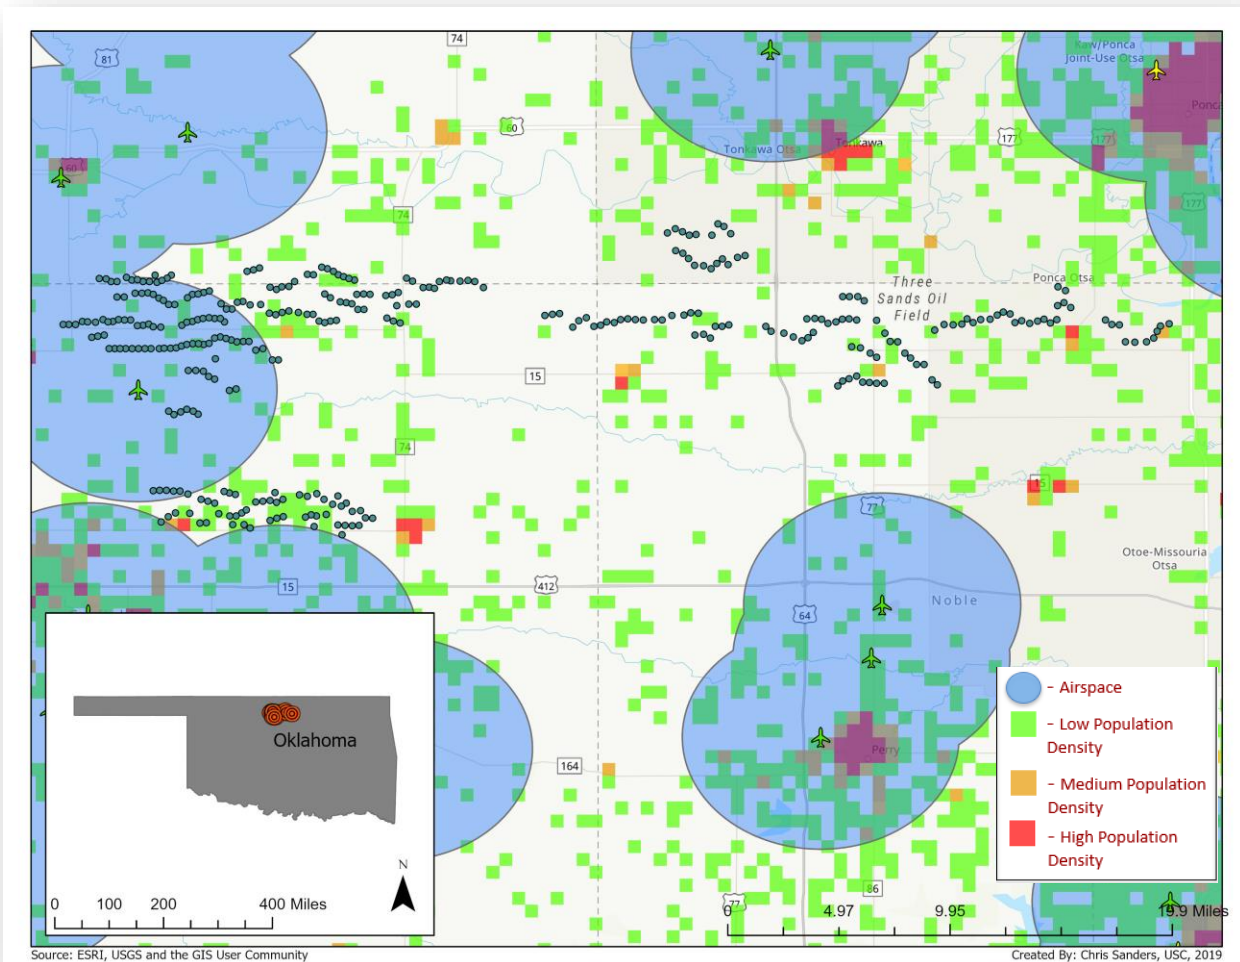 74
81
Kaw/Ponca
Joint-Use Otsa
Ponc
60
177
177
Tonkawa Otsa
Tonkawa
60
177
74
Three
Sands Oil
Field
Ponca Otsa
15
74
15
77
Otoe-Missouria
Otsa
15
412
64
Noble
Perry
164
86
77
Oklahoma
N
0 100 200 400 Miles
- Airspace
- Low Population
Density
- Medium Population
Density
- High Population
Density
0 4.97 9.95 19.9 Miles
Source: ESRI, USGS and the GIS User Community
Created By: Chris Sanders, USC, 2019